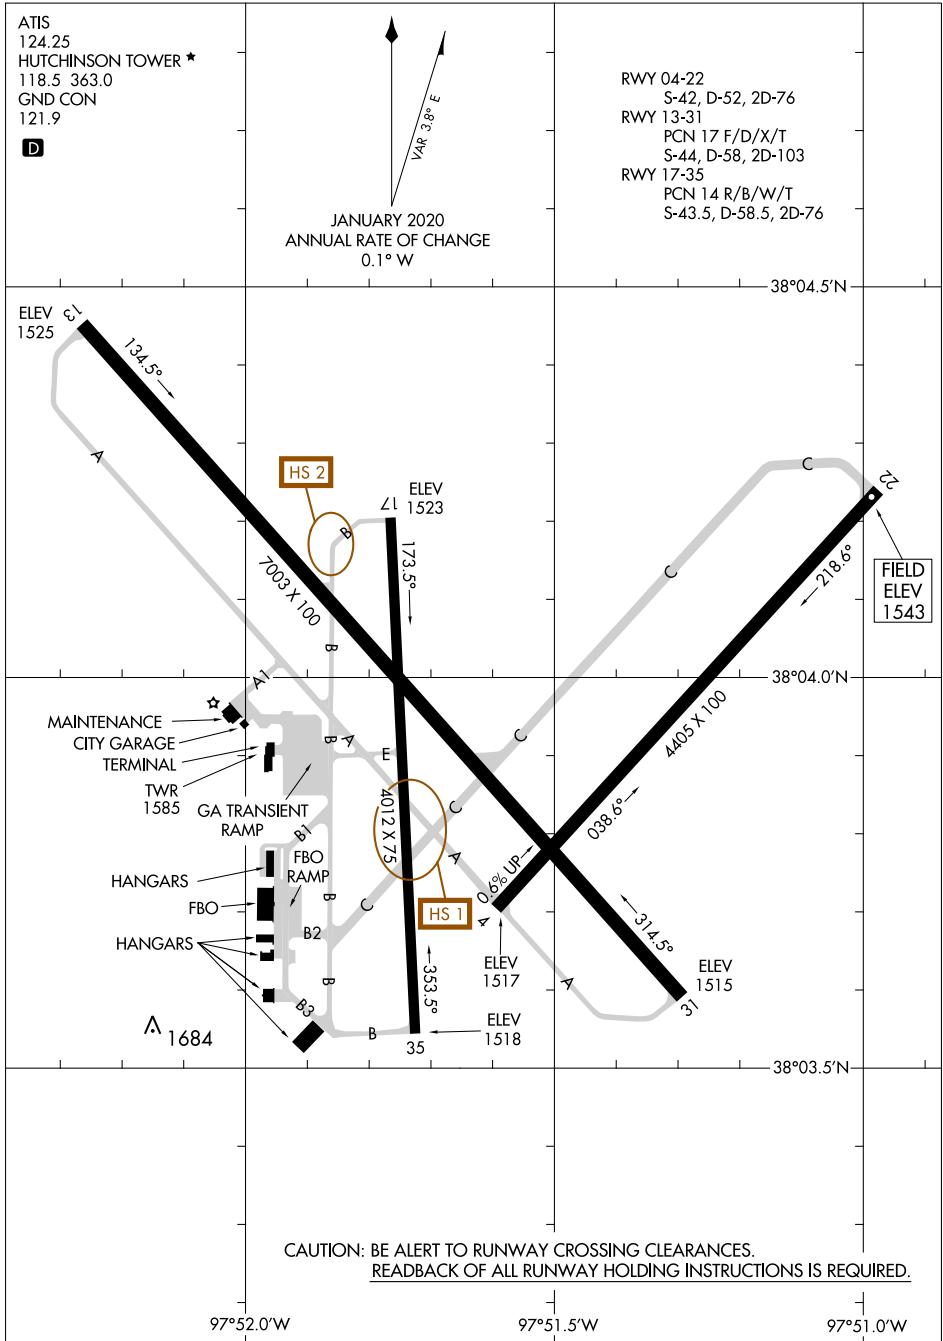 ATIS
124.25
HUTCHINSON TOWER ★
118.5 363.0
GND CON
121.9
D
VAR 3.8° E
JANUARY 2020
ANNUAL RATE OF CHANGE
0.1° W
RWY 04-22
S-42, D-52, 2D-76
RWY 13-31
PCN 17 F/D/X/T
S-44, D-58, 2D-103
RWY 17-35
PCN 14 R/B/W/T
S-43.5, D-58.5, 2D-76
38°04.5'N
ELEV
1525
13
134.5°
A
HS 2
B
17
ELEV
1523
173.5°
7003 X 100
B
C
C
22
218.6°
FIELD
ELEV
1543
38°04.0'N
A1
MAINTENANCE
CITY GARAGE
TERMINAL
TWR
1585
GA TRANSIENT
RAMP
B
A
E
C
4405 X 100
4012 X 75
C
038.6°
B1
FBO
RAMP
HANGARS
FBO
HANGARS
B
B2
C
HS 1
A
0.6% UP
4
ELEV
1517
314.5°
ELEV
1515
31
A
B
353.5°
B3
B
35
ELEV
1518
1684
38°03.5'N
CAUTION: BE ALERT TO RUNWAY CROSSING CLEARANCES.
READBACK OF ALL RUNWAY HOLDING INSTRUCTIONS IS REQUIRED.
97°52.0'W
97°51.5'W
97°51.0'W